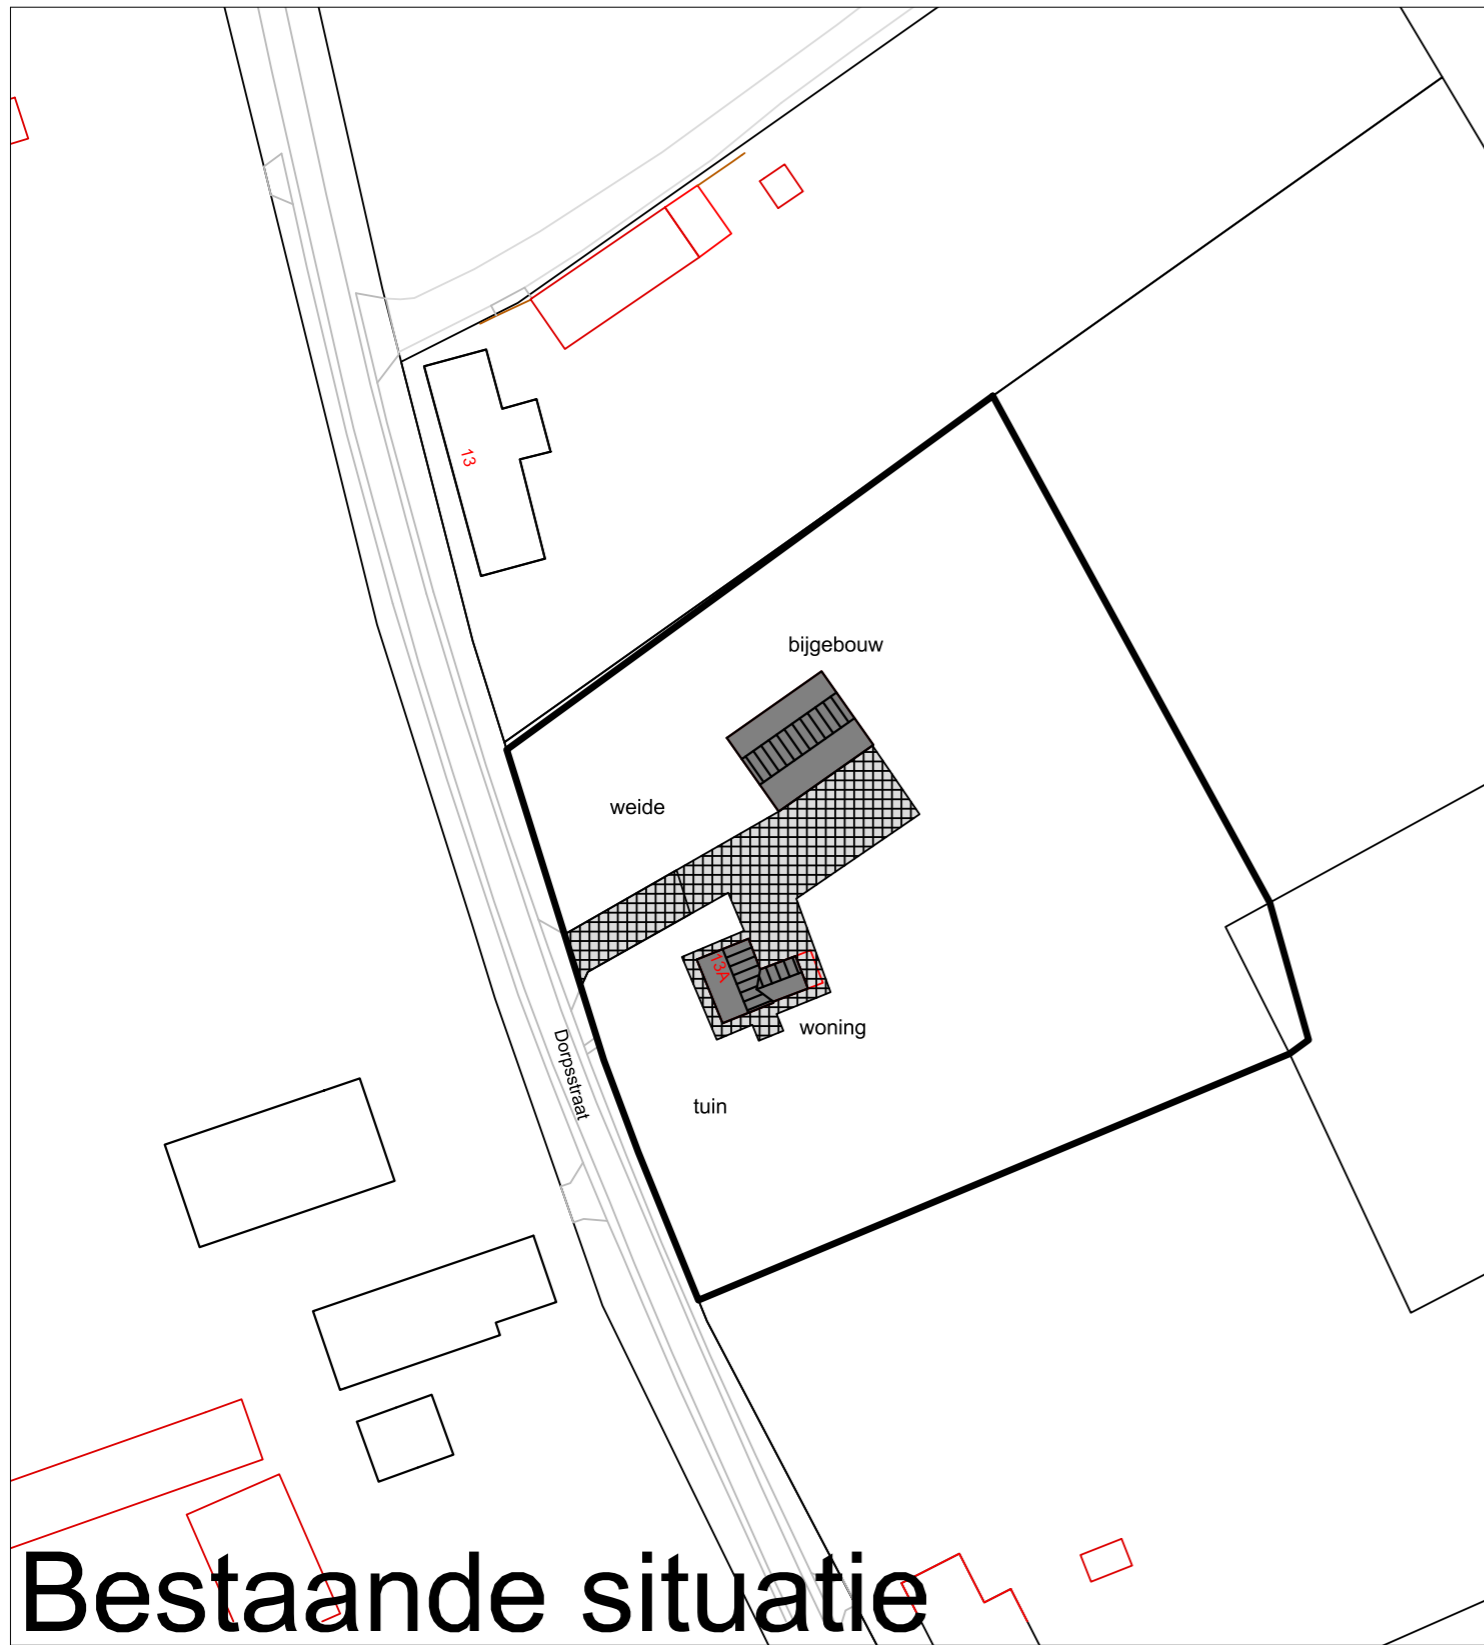 13
bijgebouw
weide
13A
woning
Dorpsstraat
tuin
Bestaande situatie